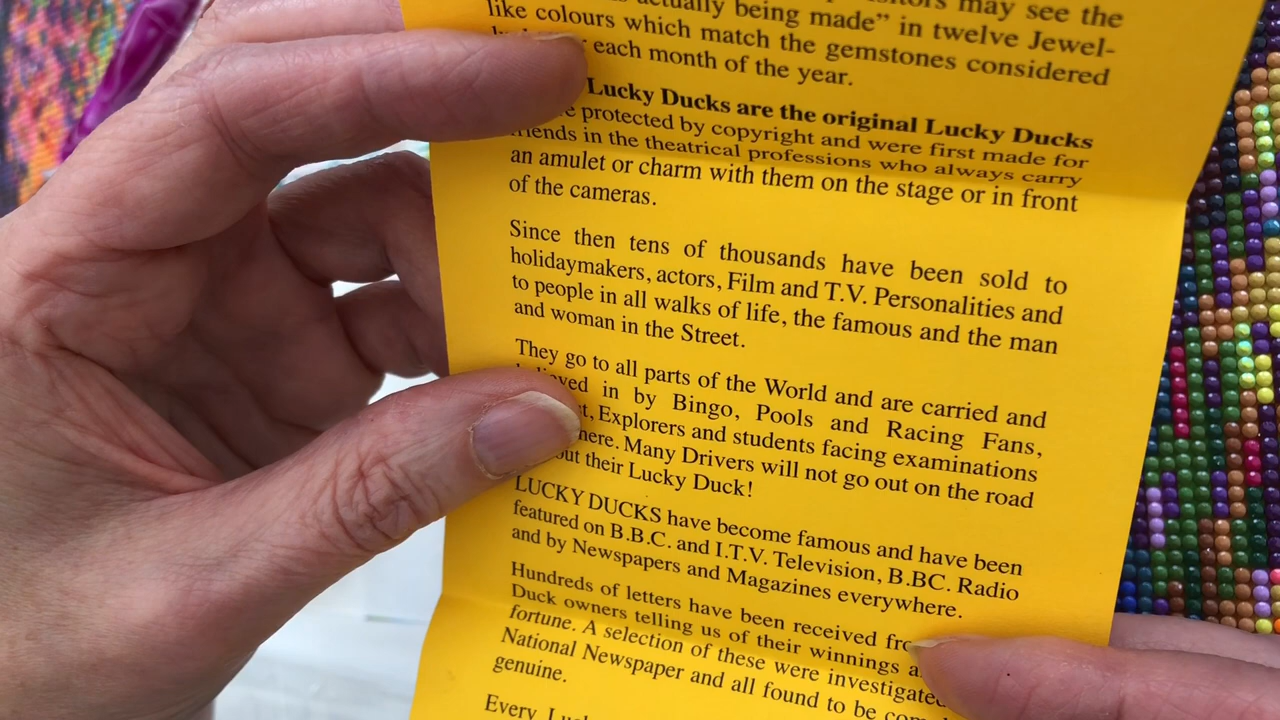 actually being made” in twelve Jewel-
like colours which match the gemstones considered
each month of the year.
Lucky Ducks are the original Lucky Ducks
protected by copyright and were first made for
friends in the theatrical professions who always carry
an amulet or charm with them on the stage or in front
of the cameras.
Since then tens of thousands have been sold to
holidaymakers, actors, Film and T.V. Personalities and
to people in all walks of life, the famous and the man
and woman in the Street.
They go to all parts of the World and are carried and
in by Bingo, Pools and Racing Fans,
Explorers and students facing examinations
Many Drivers will not go out on the road
their Lucky Duck!
LUCKY DUCKS have become famous and have been
featured on B.B.C. and I.T.V. Television, B.BC. Radio
and by Newspapers and Magazines everywhere.
Hundreds of letters have been received
Duck owners telling us of their winnings
fortune. A selection of these were investigated
National Newspaper and all found to be
genuine.
Every